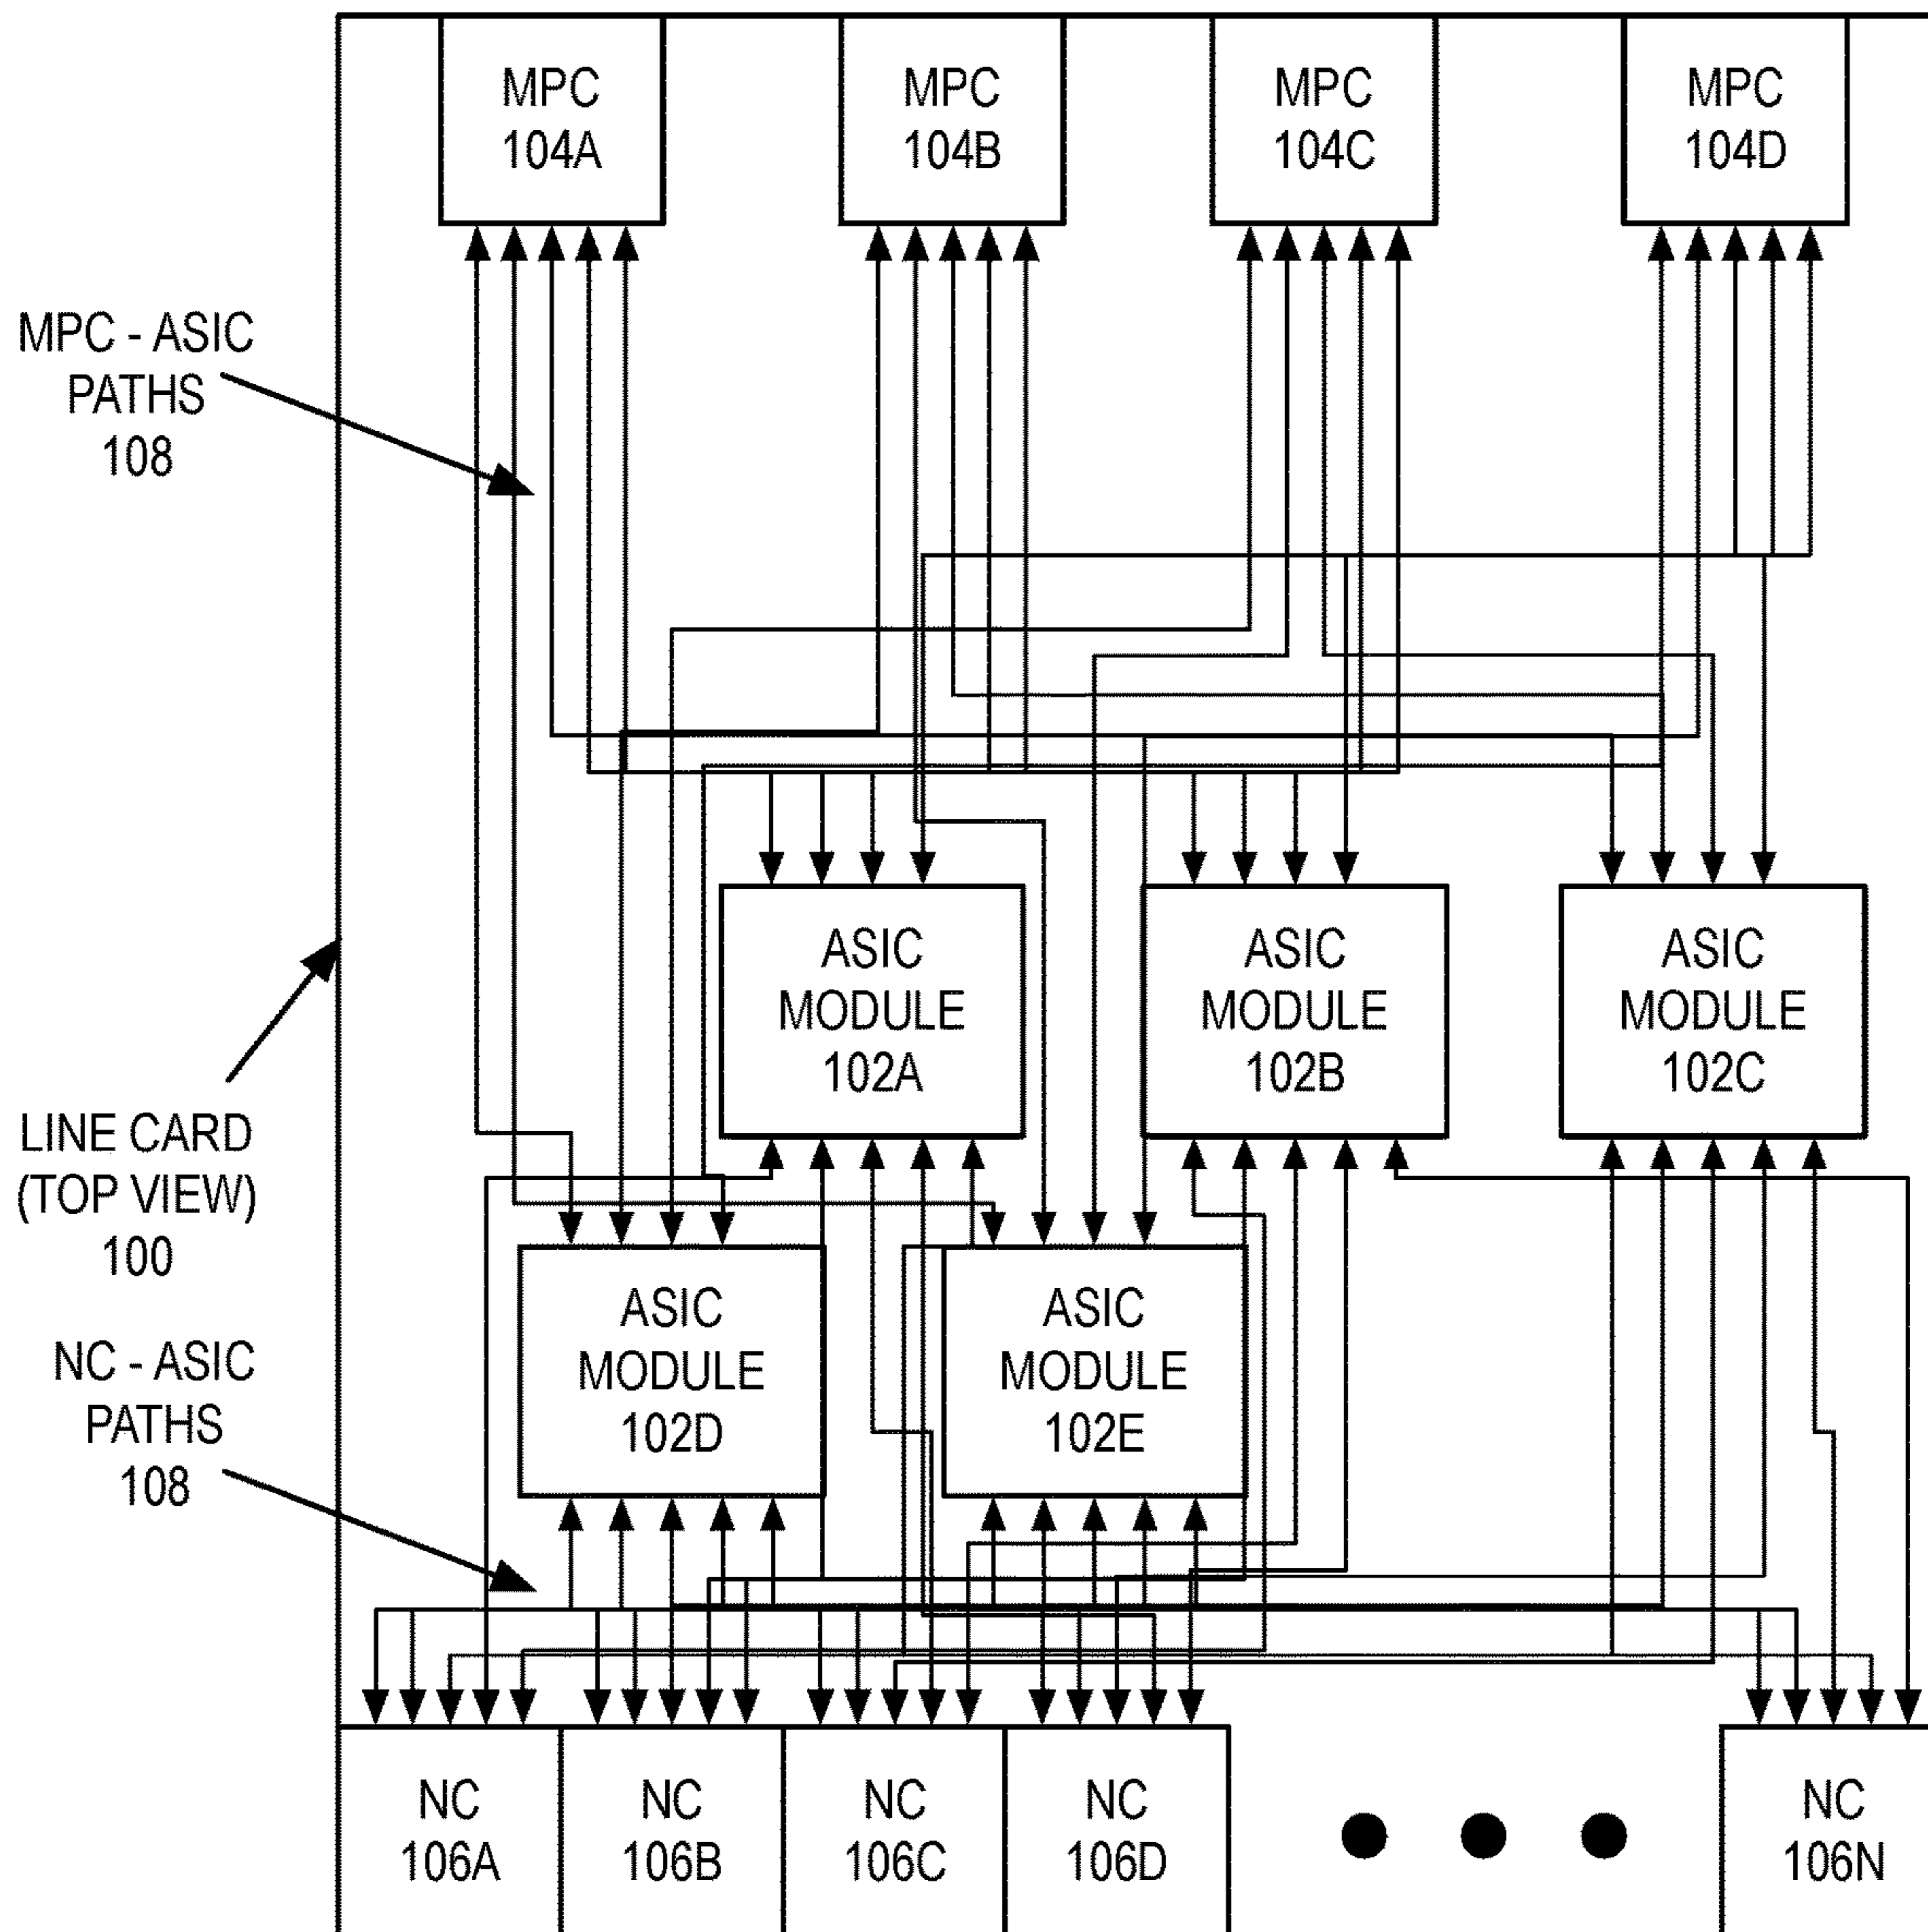 MPC
104A
MPC
104B
MPC
104C
MPC
104D
MPC - ASIC
PATHS
108
ASIC
MODULE
102A
ASIC
MODULE
102B
ASIC
MODULE
102C
LINE CARD
(TOP VIEW)
100
ASIC
MODULE
102D
ASIC
MODULE
102E
NC - ASIC
PATHS
108
NC
106A
NC
106B
NC
106C
NC
106D
NC
106N